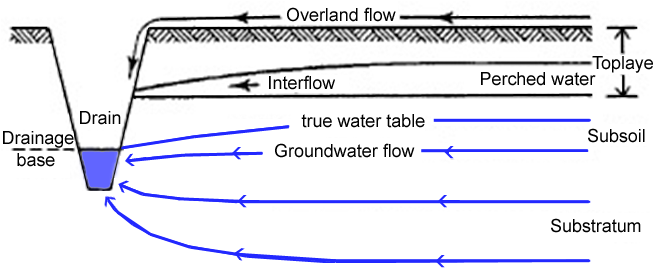 Overland flow
Toplaye
Perched water
Interflow
Drain
true water table
Subsoil
Drainage
base
Groundwater flow
Substratum